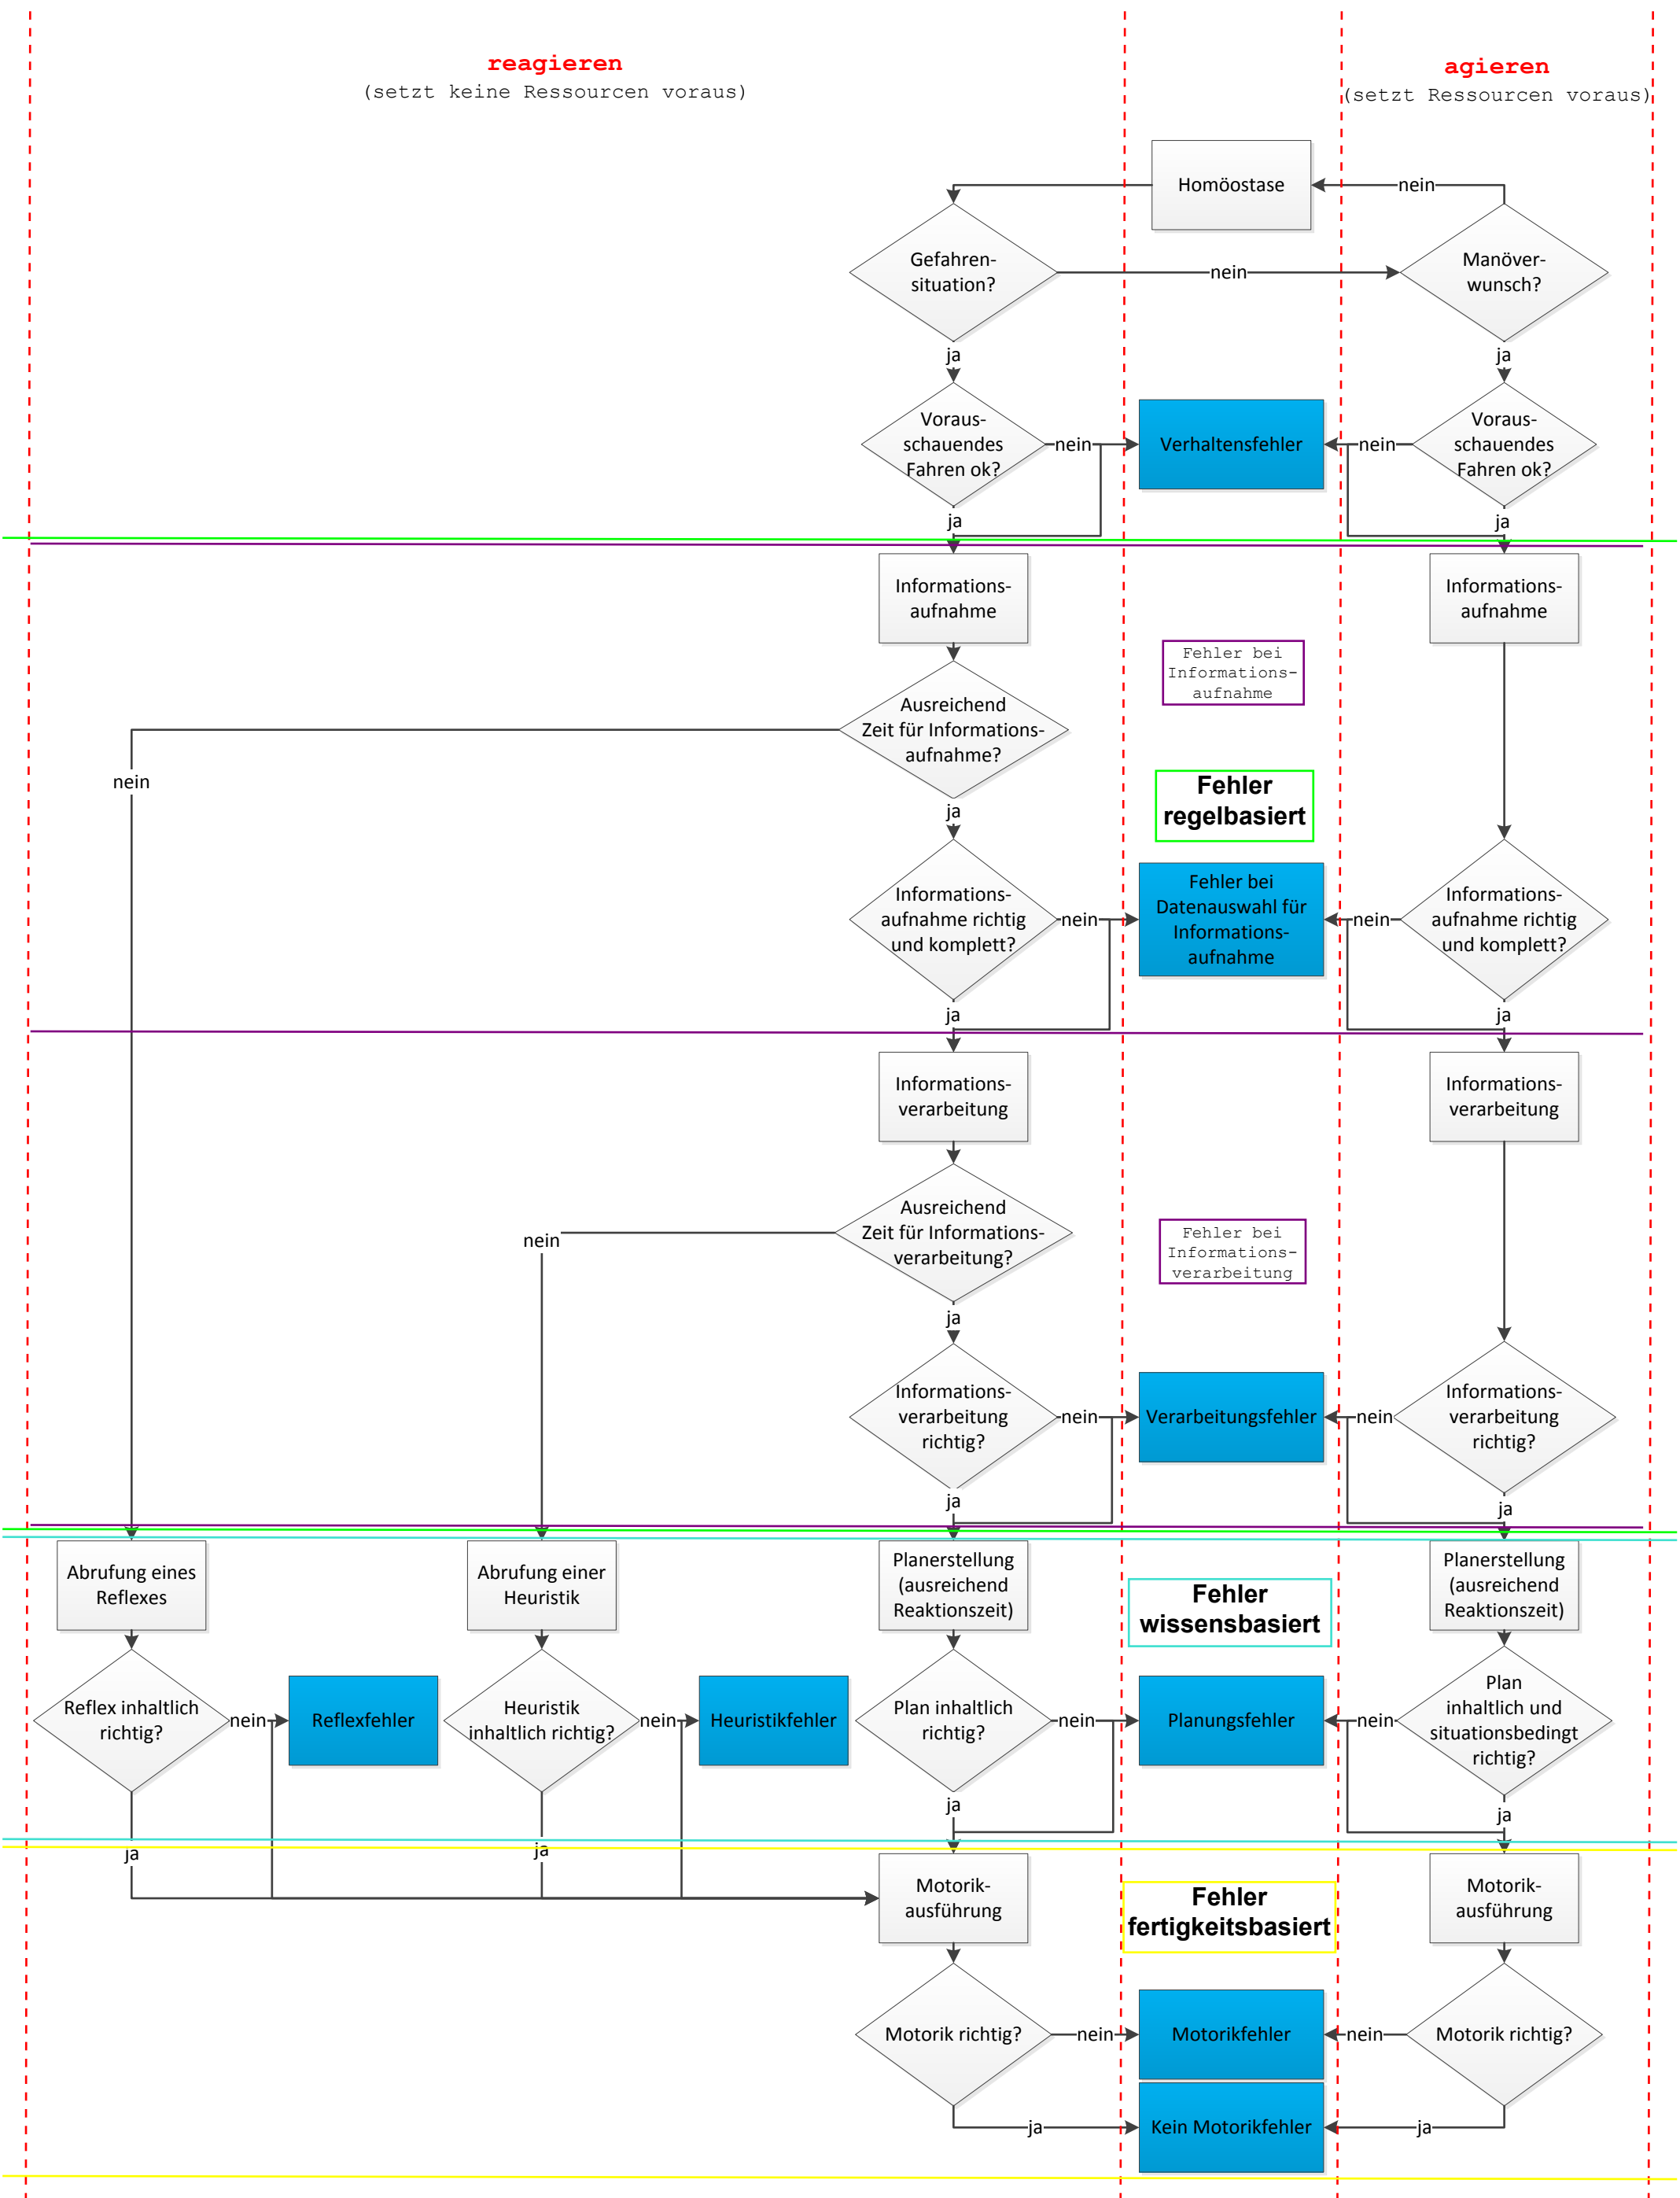 reagieren
(setzt keine Ressourcen voraus)
agieren
(setzt Ressourcen voraus)
Homöostase
nein
Gefahren-
situation?
nein
Manöver-
wunsch?
ja
ja
Voraus-
schauendes
Fahren ok?
nein
Verhaltensfehler
nein
Voraus-
schauendes
Fahren ok?
ja
ja
Informations-
aufnahme
Informations-
aufnahme
Fehler bei
Informations-
aufnahme
Ausreichend
Zeit für Informations-
aufnahme?
nein
Fehler
regelbasiert
ja
Informations-
aufnahme richtig
und komplett?
nein
Fehler bei
Datenauswahl für
Informations-
aufnahme
nein
Informations-
aufnahme richtig
und komplett?
ja
ja
Informations-
verarbeitung
Informations-
verarbeitung
Ausreichend
Zeit für Informations-
verarbeitung?
nein
Fehler bei
Informations-
verarbeitung
ja
Informations-
verarbeitung
richtig?
nein
Verarbeitungsfehler
nein
Informations-
verarbeitung
richtig?
ja
ja
Abrufung eines
Reflexes
Abrufung einer
Heuristik
Planerstellung
(ausreichend
Reaktionszeit)
Fehler
wissensbasiert
Planerstellung
(ausreichend
Reaktionszeit)
Reflex inhaltlich
richtig?
nein
Reflexfehler
Heuristik
inhaltlich richtig?
nein
Heuristikfehler
Plan inhaltlich
richtig?
nein
Planungsfehler
nein
Plan
inhaltlich und
situationsbedingt
richtig?
ja
ja
ja
ja
Motorik-
ausführung
Fehler
fertigkeitsbasiert
Motorik-
ausführung
Motorik richtig?
nein
Motorikfehler
nein
Motorik richtig?
ja
Kein Motorikfehler
ja